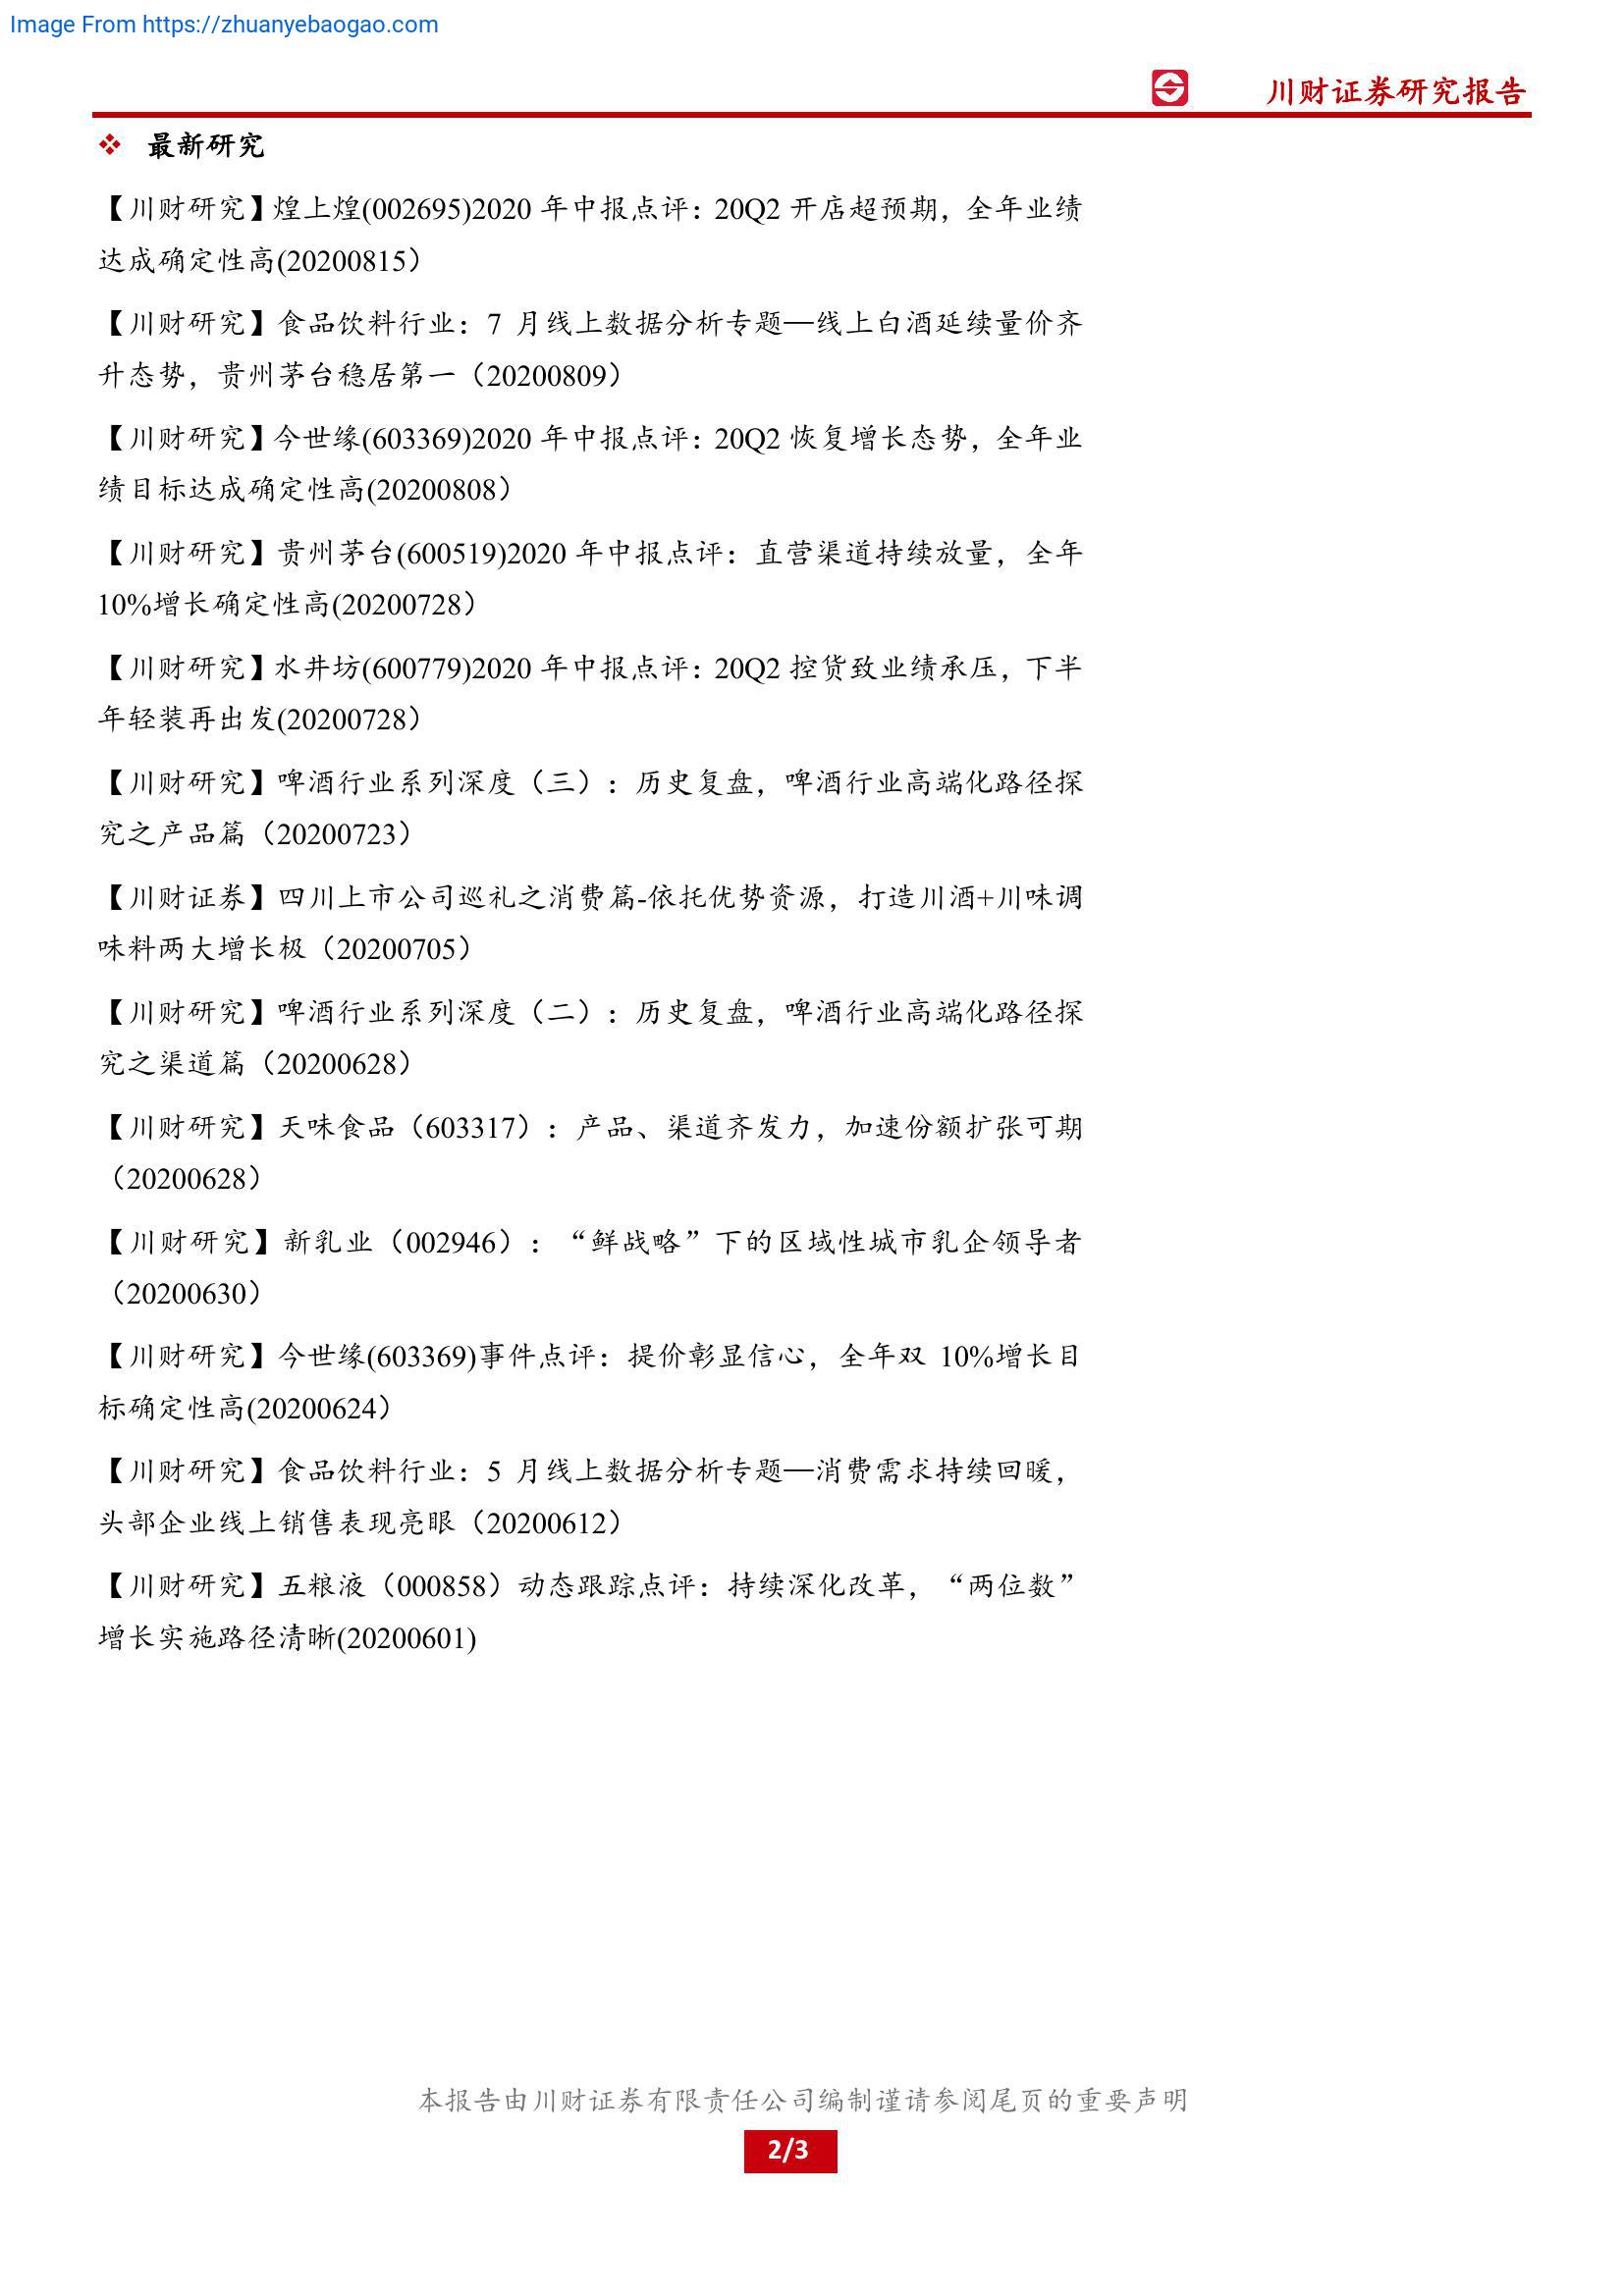 Image From https://zhuanyebaogao.com
川财证券研究报告
❖ 最新研究
【川财研究】煌上煌(002695)2020 年中报点评：20Q2 开店超预期，全年业绩
达成确定性高(20200815）
【川财研究】食品饮料行业：7 月线上数据分析专题—线上白酒延续量价齐
升态势，贵州茅台稳居第一（20200809）
【川财研究】今世缘(603369)2020 年中报点评：20Q2 恢复增长态势，全年业
绩目标达成确定性高(20200808）
【川财研究】贵州茅台(600519)2020 年中报点评：直营渠道持续放量，全年
10%增长确定性高(20200728）
【川财研究】水井坊(600779)2020 年中报点评：20Q2 控货致业绩承压，下半
年轻装再出发(20200728）
【川财研究】啤酒行业系列深度（三）：历史复盘，啤酒行业高端化路径探
究之产品篇（20200723）
【川财证券】四川上市公司巡礼之消费篇-依托优势资源，打造川酒+川味调
味料两大增长极（20200705）
【川财研究】啤酒行业系列深度（二）：历史复盘，啤酒行业高端化路径探
究之渠道篇（20200628）
【川财研究】天味食品（603317）：产品、渠道齐发力，加速份额扩张可期
（20200628）
【川财研究】新乳业（002946）：“鲜战略”下的区域性城市乳企领导者
（20200630）
【川财研究】今世缘(603369)事件点评：提价彰显信心，全年双 10%增长目
标确定性高(20200624）
【川财研究】食品饮料行业：5 月线上数据分析专题—消费需求持续回暖，
头部企业线上销售表现亮眼（20200612）
【川财研究】五粮液（000858）动态跟踪点评：持续深化改革，“两位数”
增长实施路径清晰(20200601)
本报告由川财证券有限责任公司编制谨请参阅尾页的重要声明
2/3